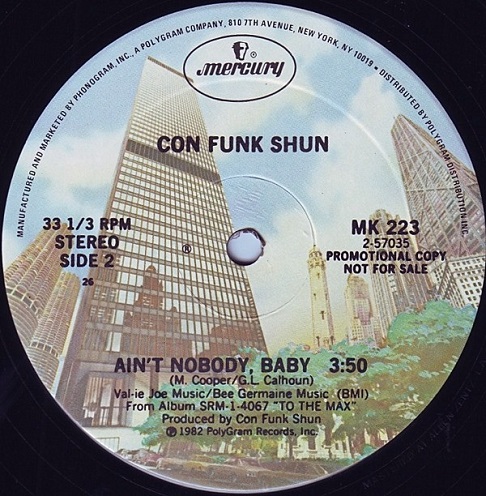 MANUFACTURED AND MARKETED BY PHONOGRAM, INC., A POLYGRAM COMPANY, 810 7TH AVENUE, NEW YORK, NY 10019 • DISTRIBUTED BY POLYGRAM DISTRIBUTION INC.
®
mercury
CON FUNK SHUN
33 1/3 RPM
STEREO
SIDE 2
26
®
MK 223
2-57035
PROMOTIONAL COPY
NOT FOR SALE
AIN'T NOBODY, BABY 3:50
(M. Cooper/G.L. Calhoun)
Val-ie Joe Music/Bee Germaine Music (BMI)
From Album SRM-1-4067 "TO THE MAX"
Produced by Con Funk Shun
℗ 1982 PolyGram Records, Inc.